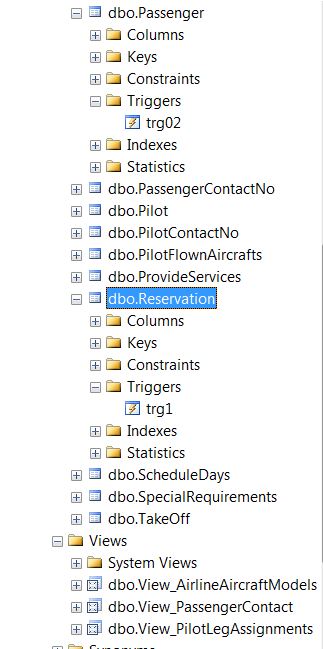 dbo.Passenger
Columns
Keys
Constraints
Triggers
trg02
Indexes
Statistics
dbo.PassengerContactNo
dbo.Pilot
dbo.PilotContactNo
dbo.PilotFlownAircrafts
dbo.ProvideServices
dbo.Reservation
Columns
Keys
Constraints
Triggers
trg1
Indexes
Statistics
dbo.ScheduleDays
dbo.SpecialRequirements
dbo.TakeOff
Views
System Views
dbo.View_AirlineAircraftModels
dbo.View_PassengerContact
dbo.View_PilotLegAssignments